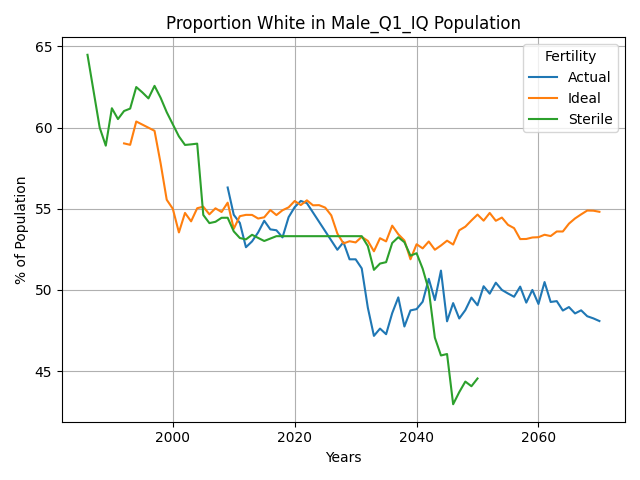 Proportion White in Male_Q1_IQ Population
Fertility
Actual
Ideal
Sterile
% of Population
65
60
55
50
45
2000
2020
2040
2060
Years